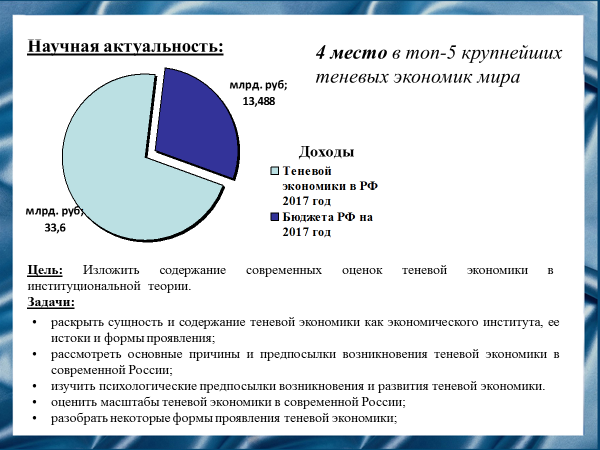 Научная актуальность:
4 место в топ-5 крупнейших
теневых экономик мира
млрд. руб;
13,488
млрд. руб;
33,6
Доходы
Теневой
экономики в РФ
2017 год
Бюджета РФ на
2017 год
Цель: Изложить содержание современных оценок теневой экономики в
институциональной теории.
Задачи:
• раскрыть сущность и содержание теневой экономики как экономического института, ее
истоки и формы проявления;
• рассмотреть основные причины и предпосылки возникновения теневой экономики в
современной России;
• изучить психологические предпосылки возникновения и развития теневой экономики.
• оценить масштабы теневой экономики в современной России;
• разобрать некоторые формы проявления теневой экономики;